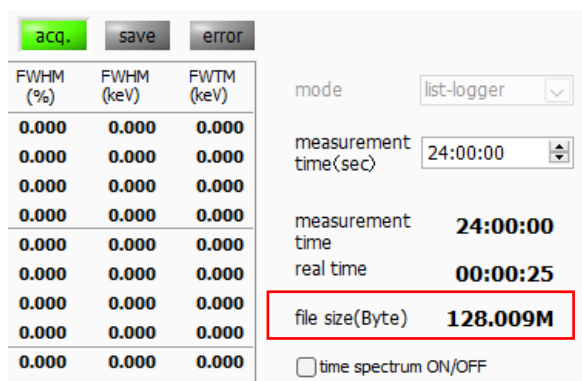 acq. save error
FWHM (%) FWHM (keV) FWTM (keV)
0.000 0.000 0.000
0.000 0.000 0.000
0.000 0.000 0.000
0.000 0.000 0.000
0.000 0.000 0.000
0.000 0.000 0.000
0.000 0.000 0.000
0.000 0.000 0.000
0.000 0.000 0.000
mode list-logger
measurement
time(sec) 24:00:00
measurement
time 24:00:00
real time 00:00:25
file size(Byte) 128.009M
time spectrum ON/OFF